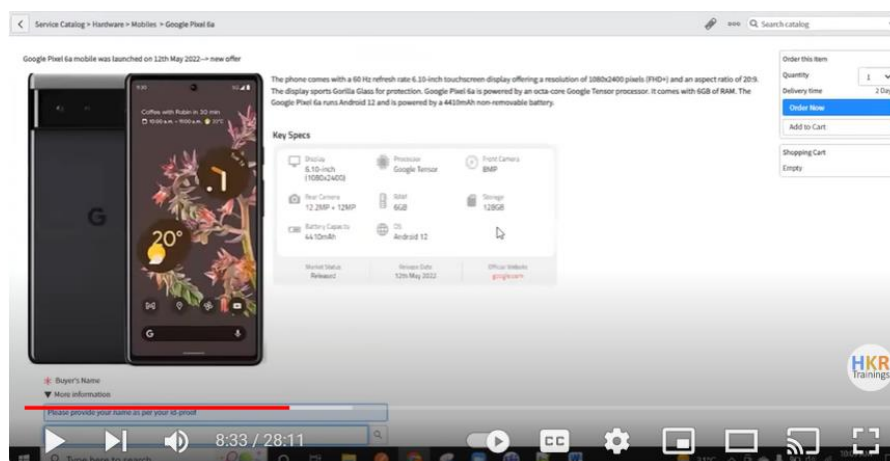 Service Catalog > Hardware > Mobiles > Google Pixel 6a
Search catalog
Google Pixel 6a mobile was launched on 12th May 2022--> new offer
The phone comes with a 60 Hz refresh rate 6.10-inch touchscreen display offering a resolution of 1080x2400 pixels (FHD+) and an aspect ratio of 20:9.
The display sports Gorilla Glass for protection. Google Pixel 6a is powered by an octa-core Google Tensor processor. It comes with 6GB of RAM. The
Google Pixel 6a runs Android 12 and is powered by a 4410mAh non-removable battery.
Order this item
Quantity
1
Delivery time
2 Day
Order Now
Add to Cart
Shopping Cart
Empty
Coffee with Robin in 30 min
20°
G
G
Key Specs
Display
6.10-inch
(1080x2400)
Processor
Google Tensor
Front Camera
8MP
Rear Camera
12.2MP + 12MP
RAM
6GB
Storage
128GB
Battery Capacity
4410mAh
OS
Android 12
Market Status
Released
Release Date
12th May 2022
Official Website
google.com
HKR
Trainings
Buyer's Name
More information
Please provide your name as per your id-proof
8:33 / 28:11
CC
Type here to search